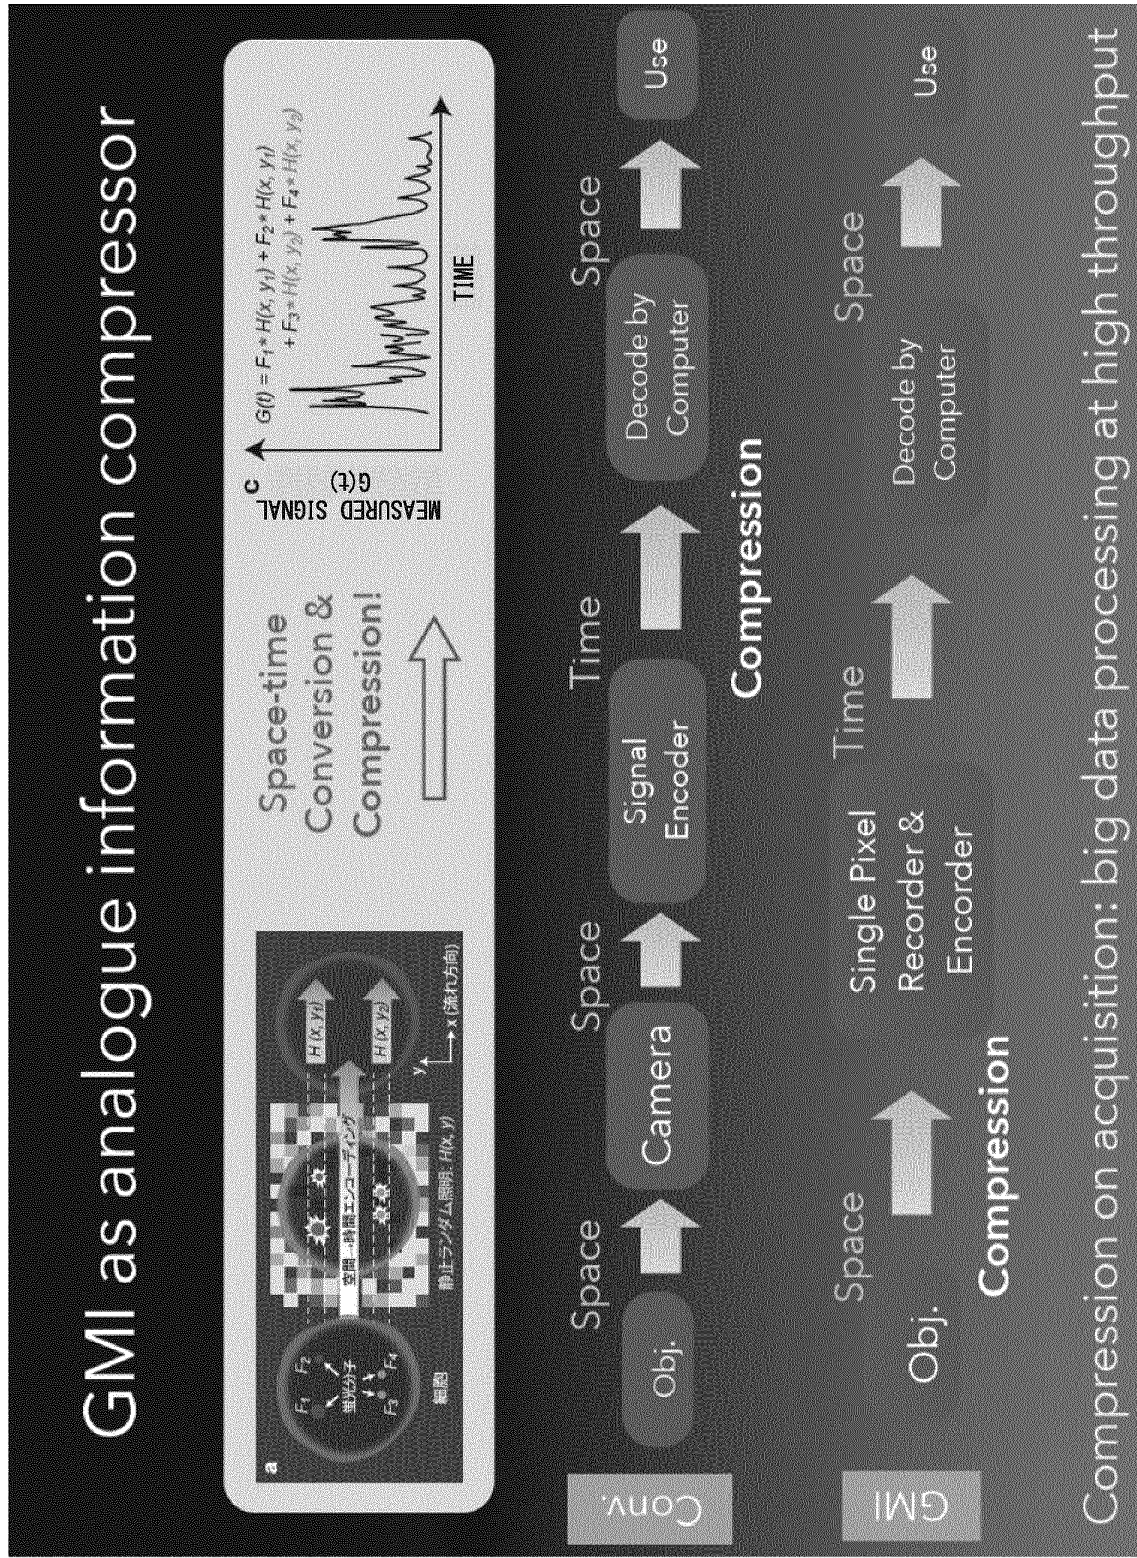 GMI as analogue information compressor
a
F1 F2
蛍光分子
F3 F4
細胞
空間→時間エンコーディング
静止ランダム照明: H(x, y)
H (x, y1)
H (x, y2)
y
x (流れ方向)
Space-time
Conversion &
Compression!
c
G(t) = F1* H(x, y1) + F2* H(x, y1)
+ F3* H(x, y2) + F4* H(x, y2)
MEASURED SIGNAL
G(t)
TIME
Conv.
Obj.
Space
Camera
Space
Signal
Encoder
Time
Compression
Decode by
Computer
Space
Use
GMI
Obj.
Space
Compression
Single Pixel
Recorder &
Encorder
Time
Decode by
Computer
Space
Use
Compression on acquisition: big data processing at high throughput